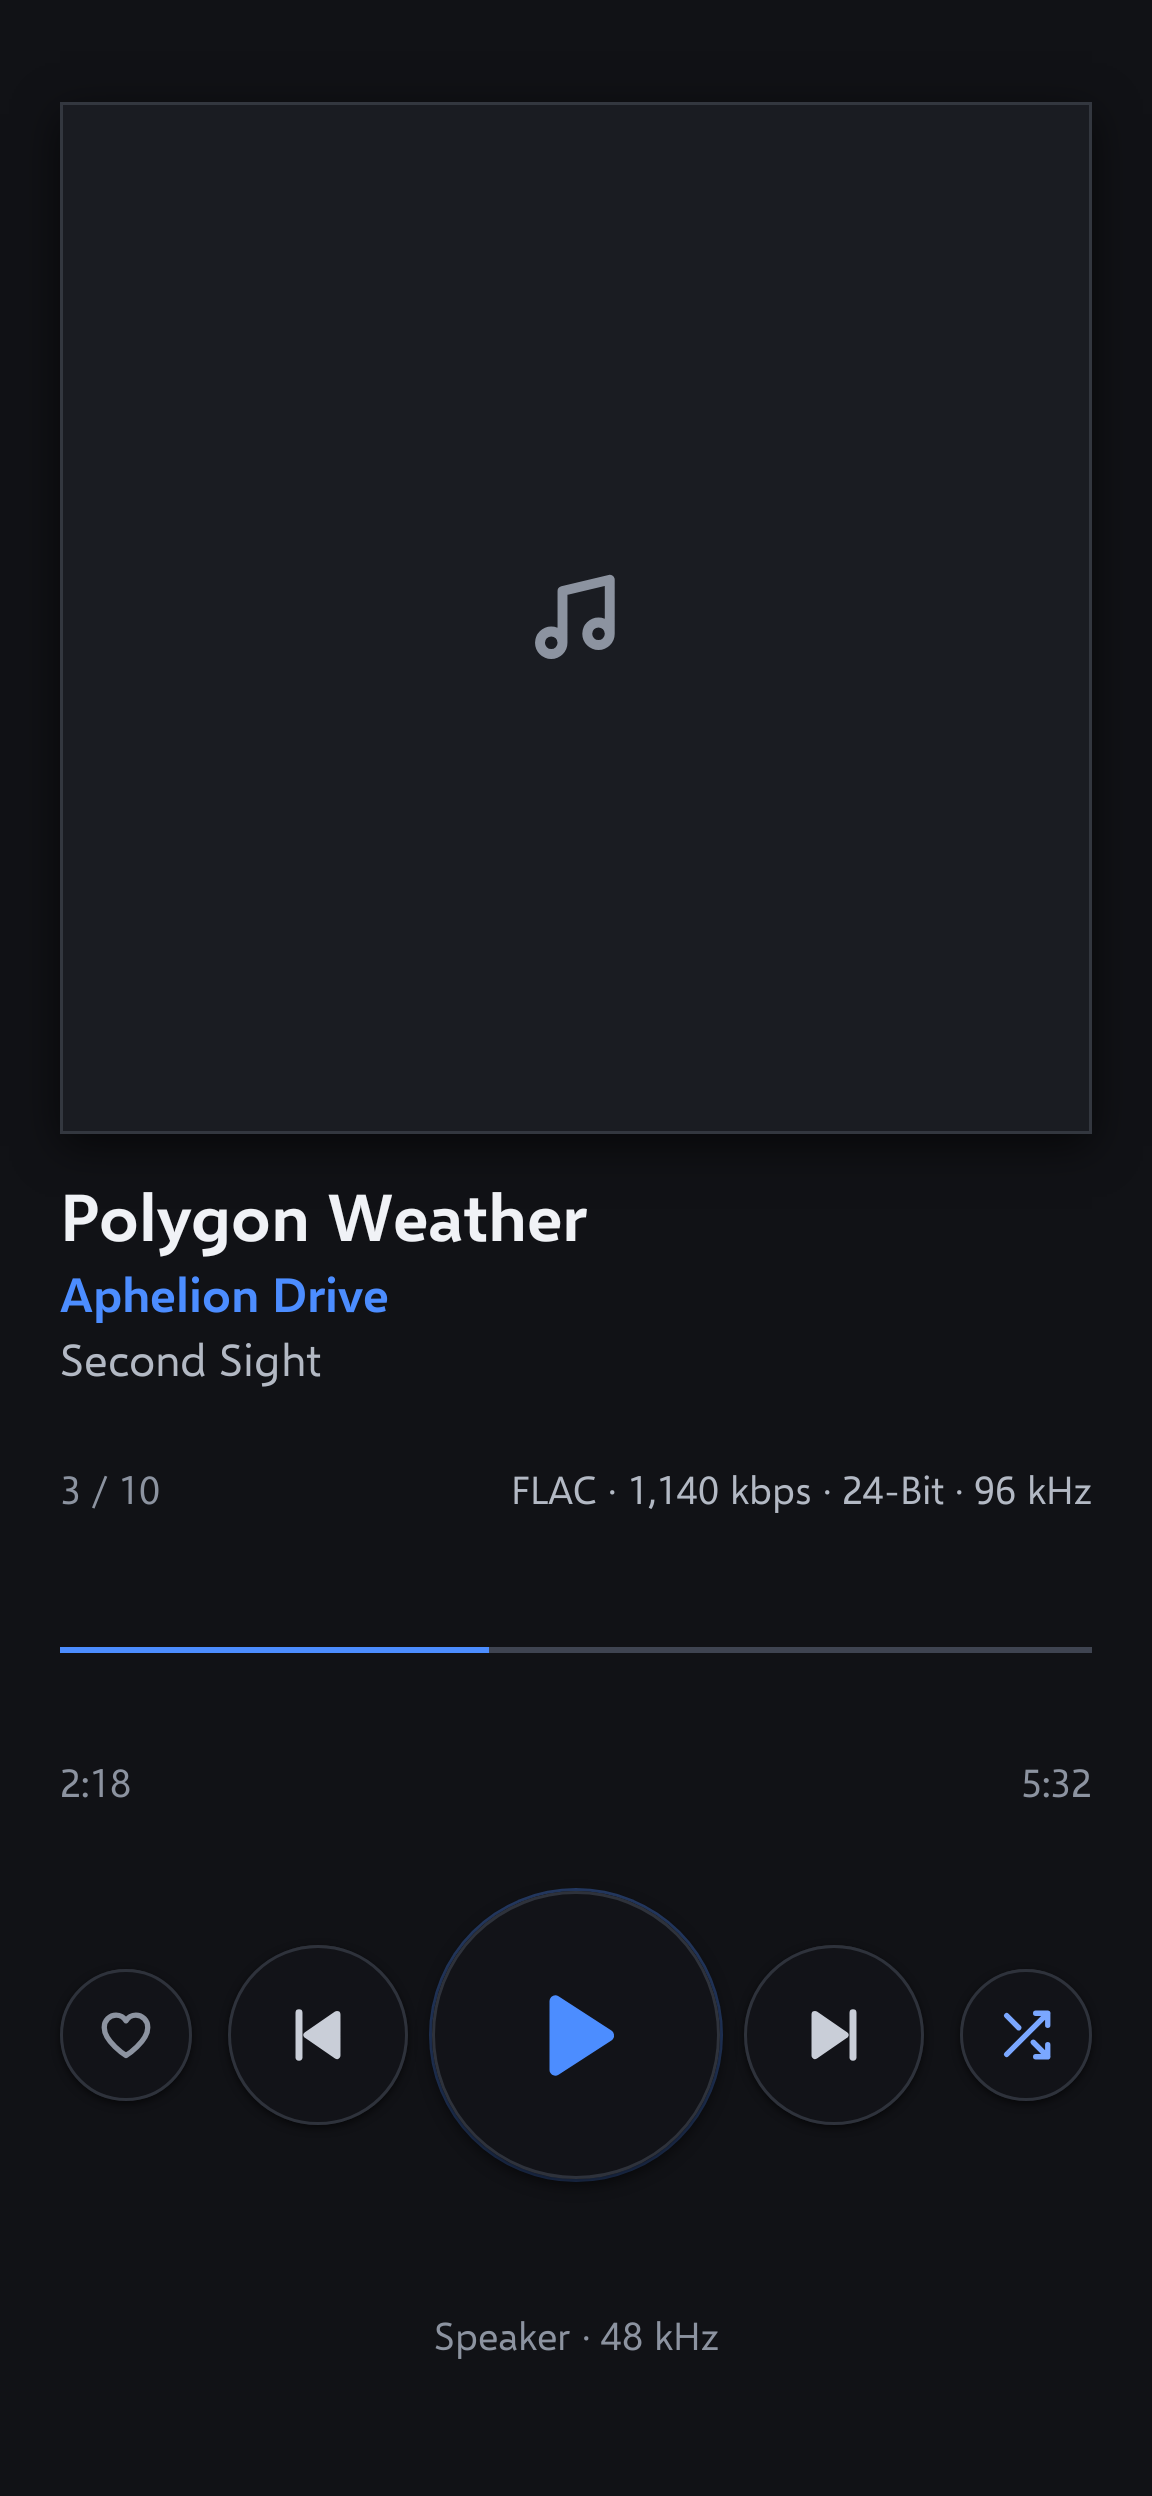 Polygon Weather
Aphelion Drive
Second Sight
3 / 10
FLAC · 1,140 kbps · 24-Bit · 96 kHz
2:18
5:32
Speaker · 48 kHz